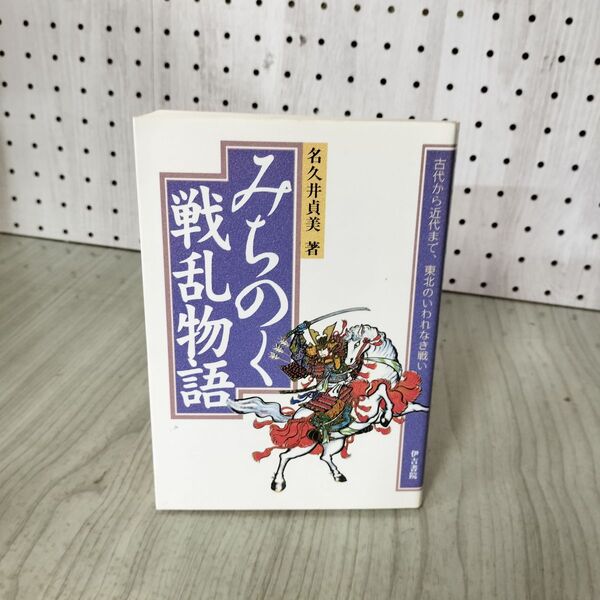 みちのく
戦乱物語
名久井貞美 著
古代から近代まで、東北のいわれなき戦い
伊吉書院